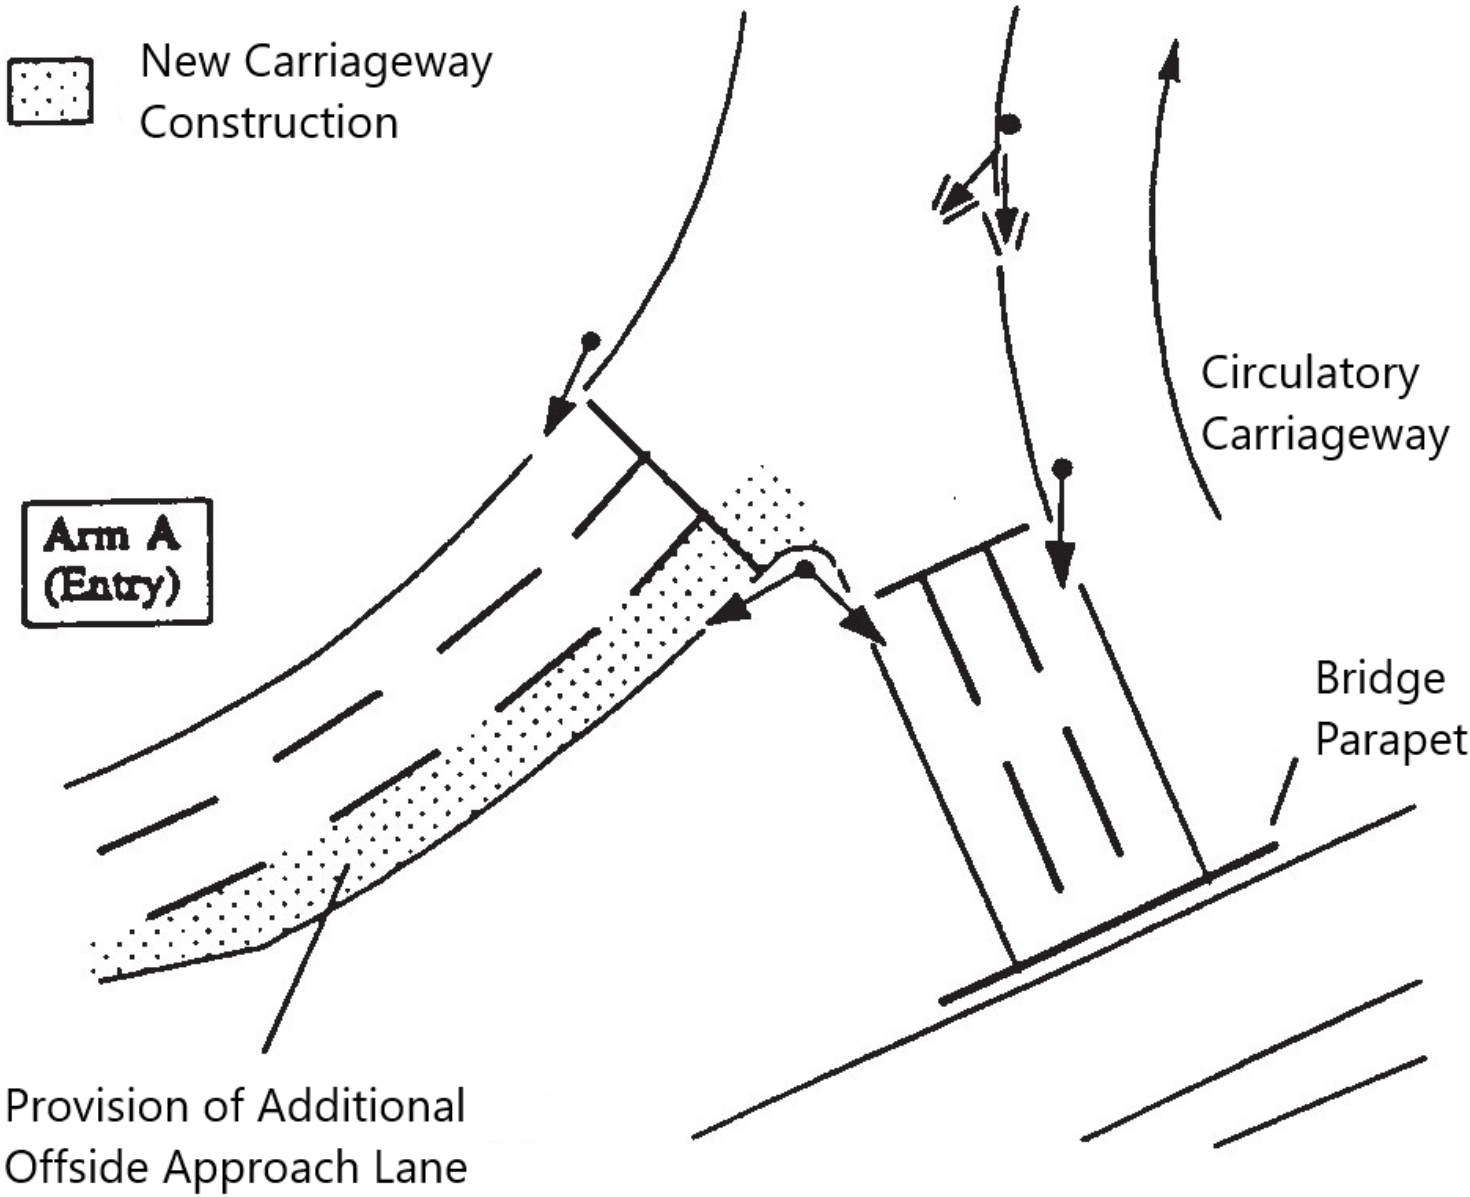 New Carriageway
Construction
Circulatory
Carriageway
Arm A
(Entry)
Bridge
Parapet
Provision of Additional
Offside Approach Lane